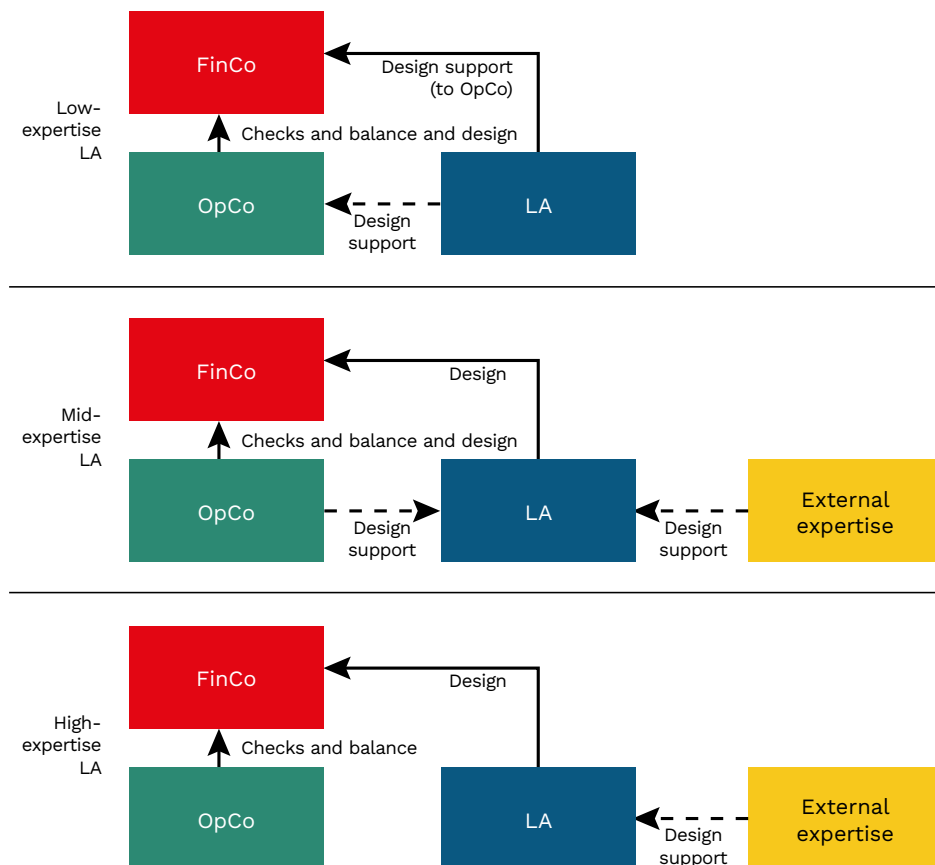 FinCo
Design support
(to OpCo)
Low-
expertise
LA
Checks and balance and design
OpCo
Design
support
LA
FinCo
Design
Mid-
expertise
LA
Checks and balance and design
OpCo
Design
support
LA
Design
support
External
expertise
FinCo
Design
High-
expertise
LA
Checks and balance
OpCo
LA
Design
support
External
expertise